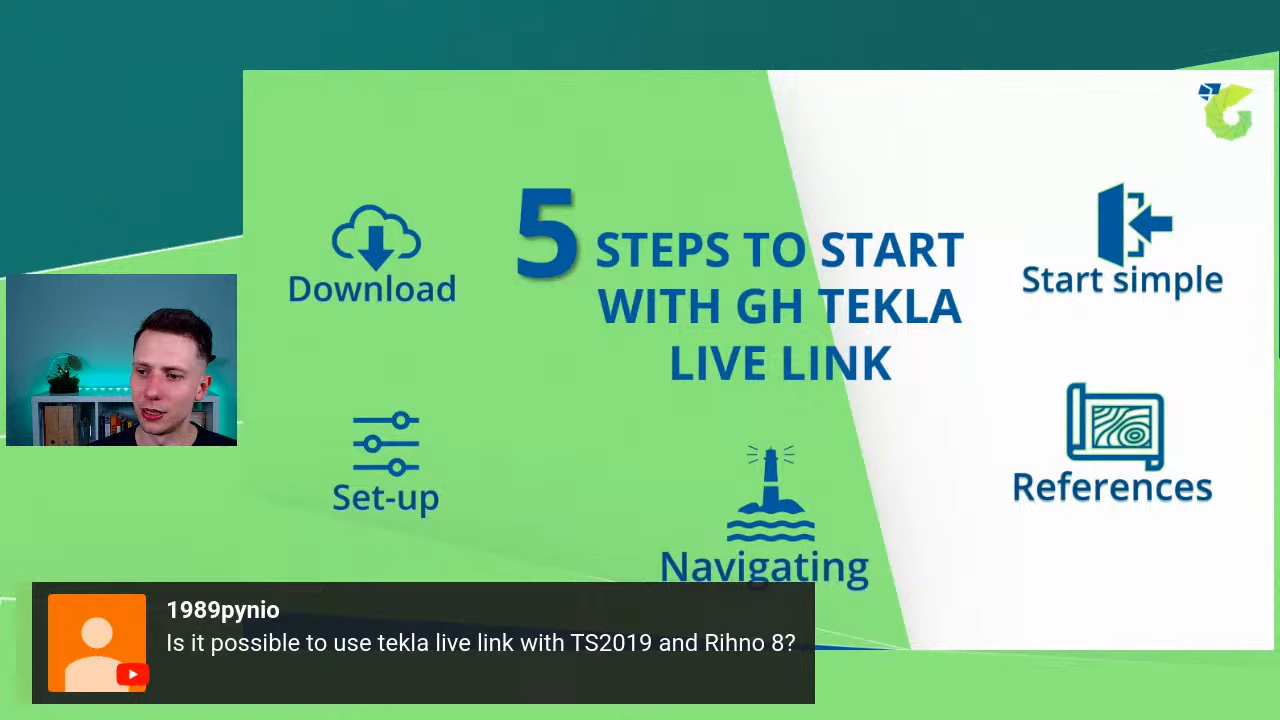 5 STEPS TO START
WITH GH TEKLA
LIVE LINK
Download
Set-up
Navigating
Start simple
References
1989pynio
Is it possible to use tekla live link with TS2019 and Rihno 8?